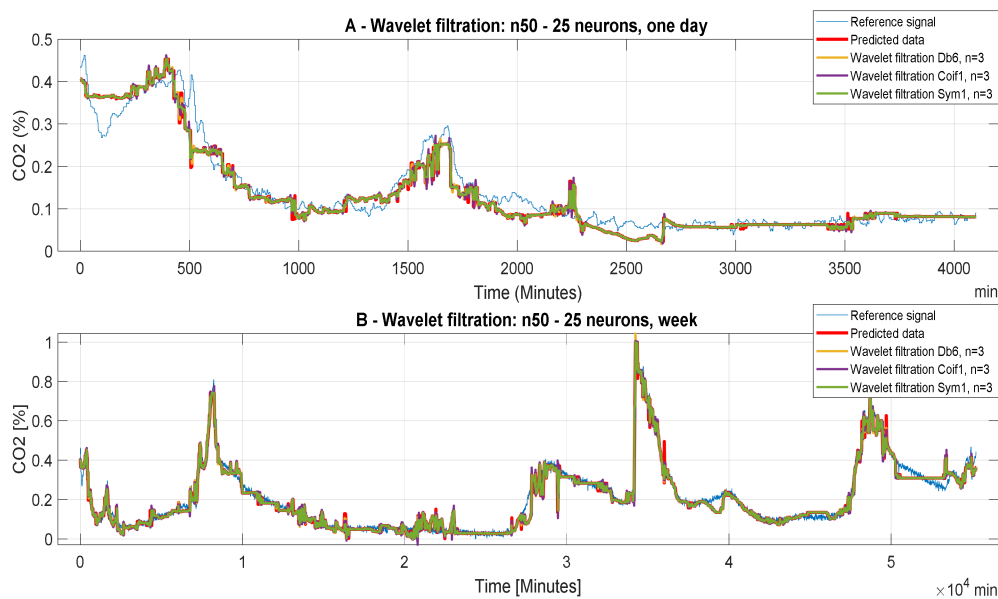 A - Wavelet filtration: n50 - 25 neurons, one day
Reference signal
Predicted data
Wavelet filtration Db6, n=3
Wavelet filtration Coif1, n=3
Wavelet filtration Sym1, n=3
CO2 (%)
0.5
0.4
0.3
0.2
0.1
0
0 500 1000 1500 2000 2500 3000 3500 4000
Time (Minutes)
min
B - Wavelet filtration: n50 - 25 neurons, week
Reference signal
Predicted data
Wavelet filtration Db6, n=3
Wavelet filtration Coif1, n=3
Wavelet filtration Sym1, n=3
CO2 [%]
1
0.8
0.6
0.4
0.2
0
0 1 2 3 4 5
Time [Minutes]
×10⁴ min